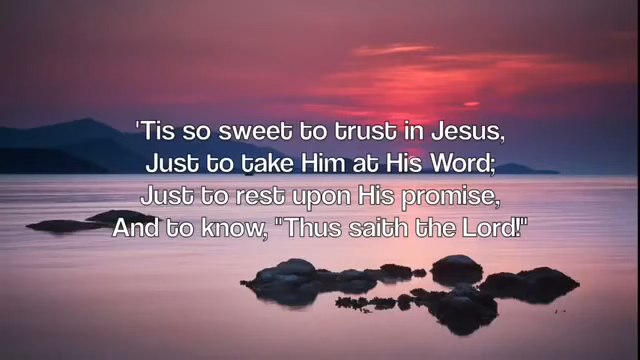 'Tis so sweet to trust in Jesus,
Just to take Him at His Word;
Just to rest upon His promise,
And to know, "Thus saith the Lord!"